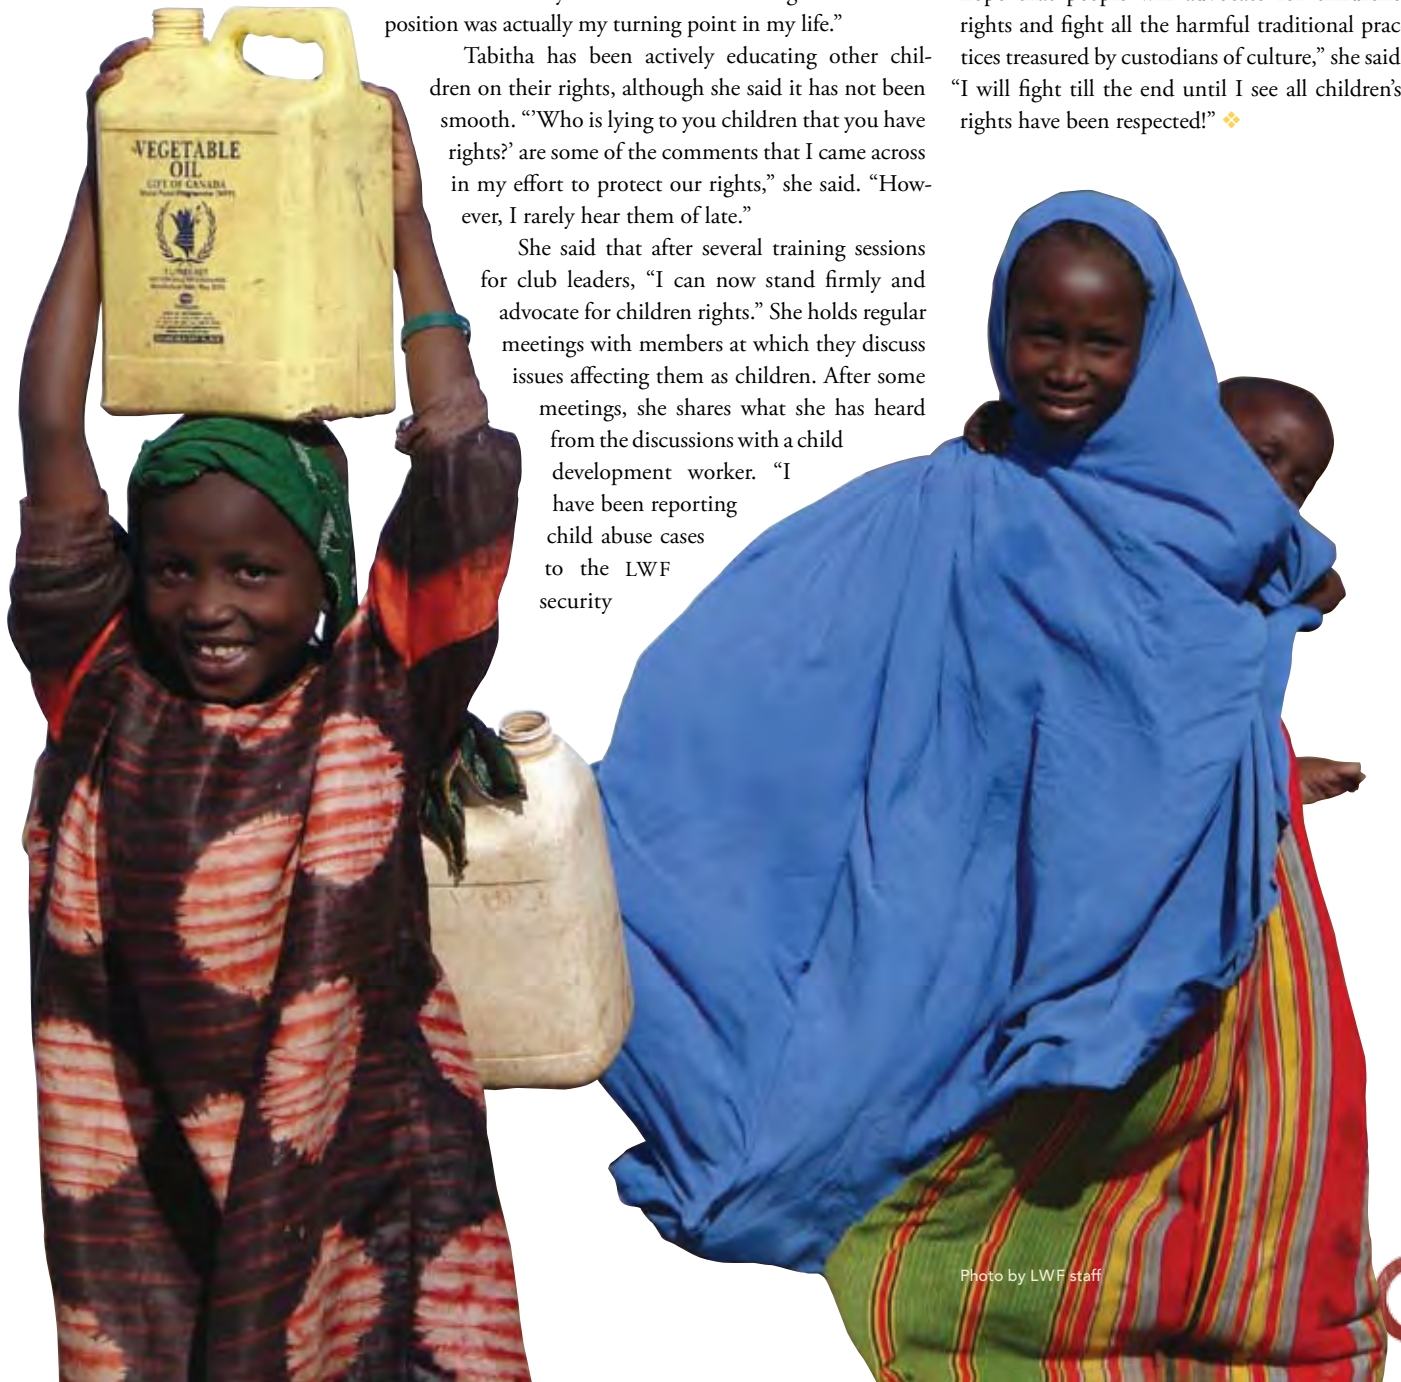 position was actually my turning point in my life.”
Tabitha has been actively educating other chil-
dren on their rights, although she said it has not been
smooth. “’Who is lying to you children that you have
rights?’ are some of the comments that I came across
in my effort to protect our rights,” she said. “How-
ever, I rarely hear them of late.”
She said that after several training sessions
for club leaders, “I can now stand firmly and
advocate for children rights.” She holds regular
meetings with members at which they discuss
issues affecting them as children. After some
meetings, she shares what she has heard
from the discussions with a child
development worker. “I
have been reporting
child abuse cases
to the LWF
security
rights and fight all the harmful traditional prac
tices treasured by custodians of culture,” she said
“I will fight till the end until I see all children’s
rights have been respected!”
VEGETABLE
OIL
GIFT OF CANADA
Photo by LWF staff